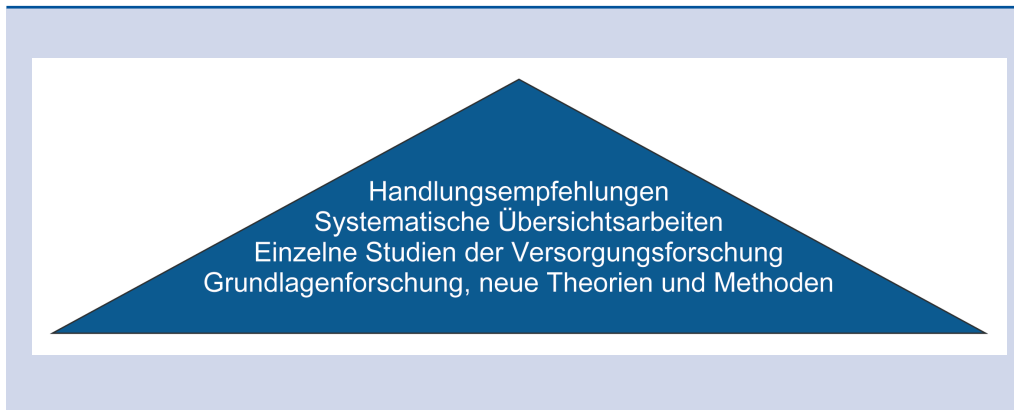 Handlungsempfehlungen
Systematische Übersichtsarbeiten
Einzelne Studien der Versorgungsforschung
Grundlagenforschung, neue Theorien und Methoden